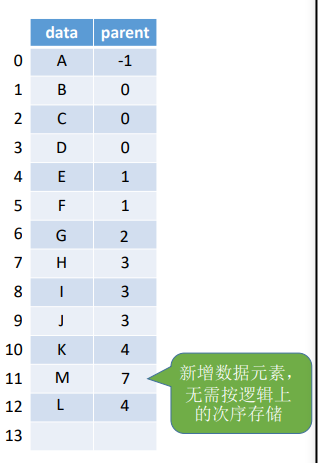 data parent
0 A -1
1 B 0
2 C 0
3 D 0
4 E 1
5 F 1
6 G 2
7 H 3
8 I 3
9 J 3
10 K 4
11 M 7
12 L 4
13
新增数据元素，
无需按逻辑上
的次序存储